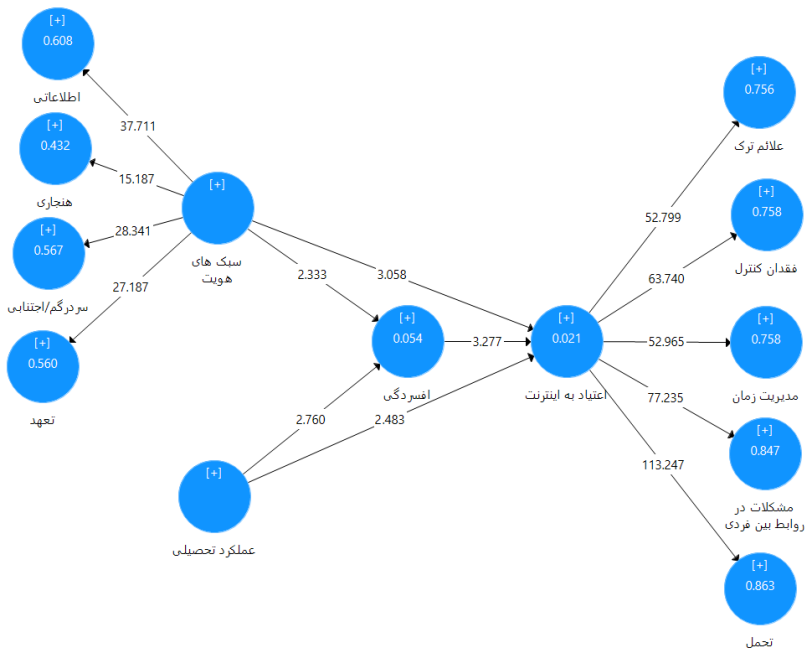 [+]
0.608
اطلاعاتی
[+]
0.432
هنجاری
[+]
0.567
سردرگم/اجتنابی
[+]
0.560
تعهد
37.711
15.187
28.341
27.187
[+]
سبک های
هویت
2.333
3.058
[+]
0.054
افسردگی
3.277
[+]
0.021
اعتیاد به اینترنت
2.760
2.483
[+]
عملکرد تحصیلی
52.799
63.740
52.965
77.235
113.247
[+]
0.756
علائم ترک
[+]
0.758
فقدان کنترل
[+]
0.758
مدیریت زمان
[+]
0.847
مشکلات در
روابط بین فردی
[+]
0.863
تحمل